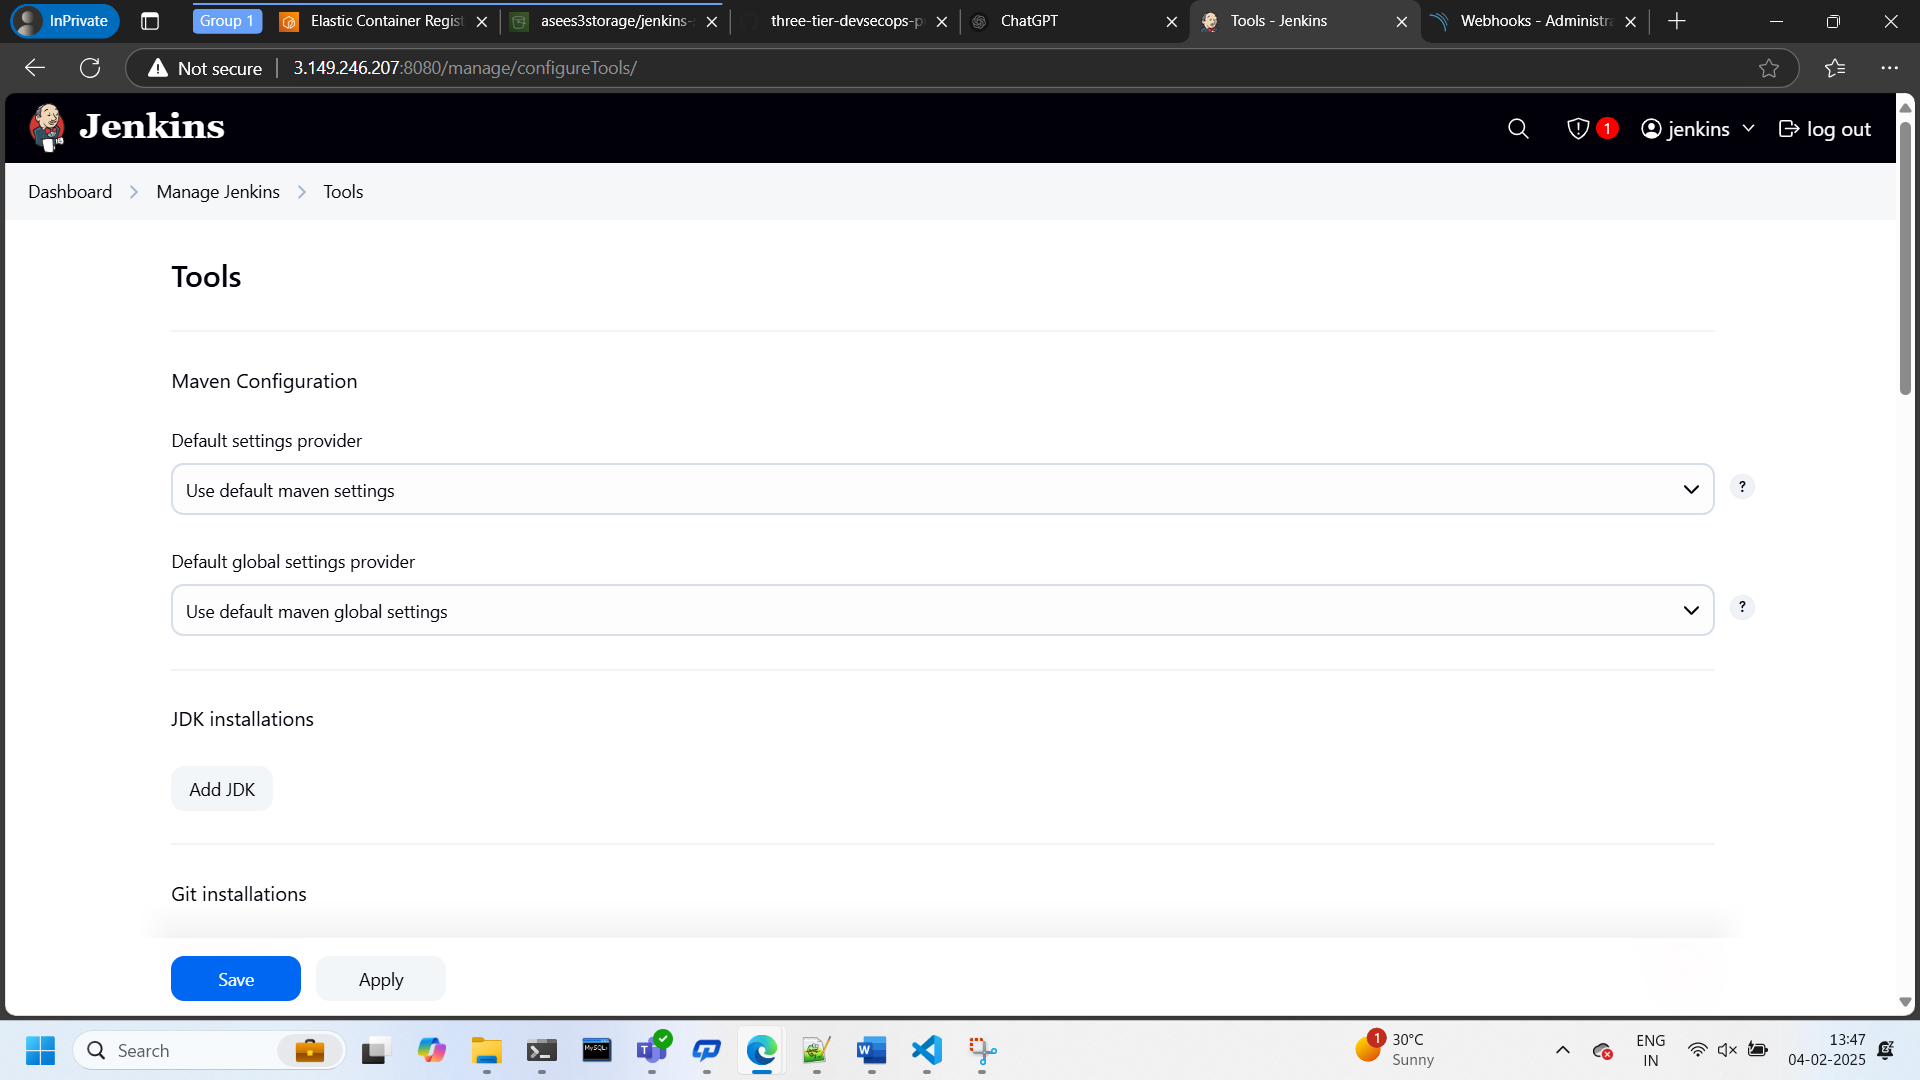 InPrivate
Group 1
Elastic Container Regist
asees3storage/jenkins-
three-tier-devsecops-p
ChatGPT
Tools - Jenkins
Webhooks - Administra
Not secure
3.149.246.207:8080/manage/configureTools/
Jenkins
1
jenkins
log out
Dashboard
Manage Jenkins
Tools
Tools
Maven Configuration
Default settings provider
Use default maven settings
?
Default global settings provider
Use default maven global settings
?
JDK installations
Add JDK
Git installations
Save
Apply
Search
MySQL
1
30°C
Sunny
ENG
IN
13:47
04-02-2025